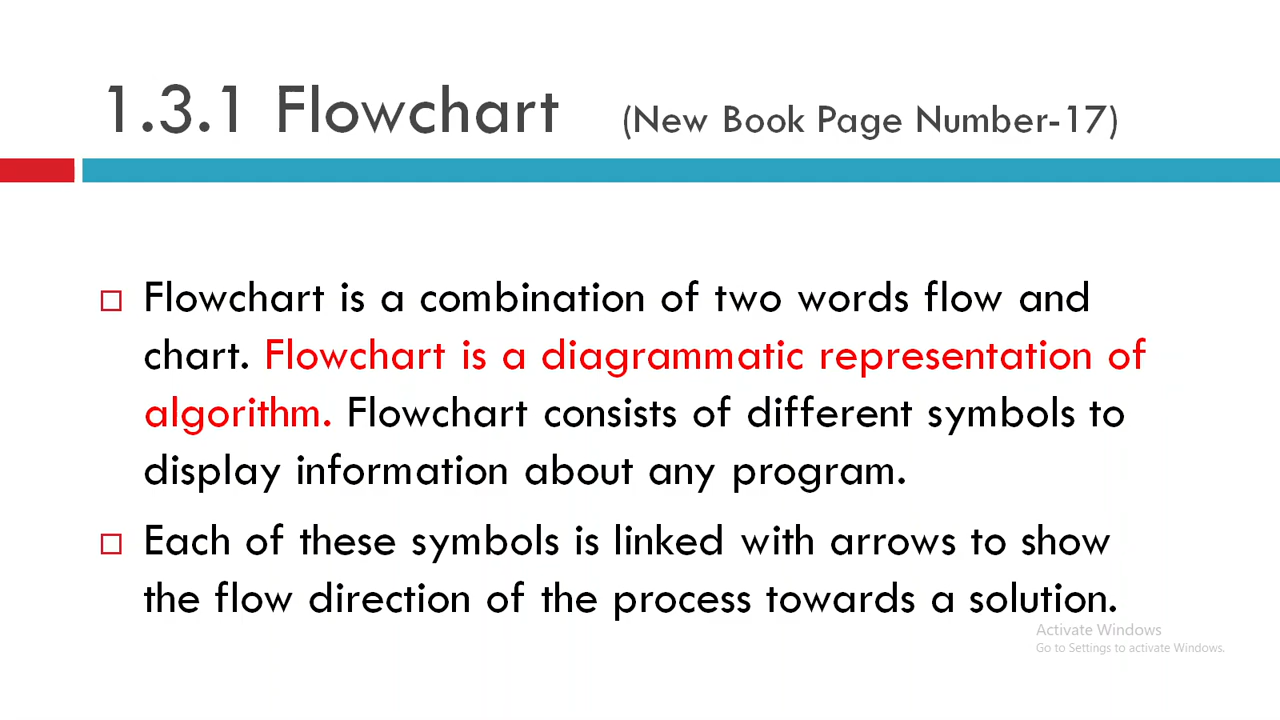 1.3.1 Flowchart (New Book Page Number-17)
Flowchart is a combination of two words flow and
chart. Flowchart is a diagrammatic representation of
algorithm. Flowchart consists of different symbols to
display information about any program.
Each of these symbols is linked with arrows to show
the flow direction of the process towards a solution.
Activate Windows
Go to Settings to activate Windows.